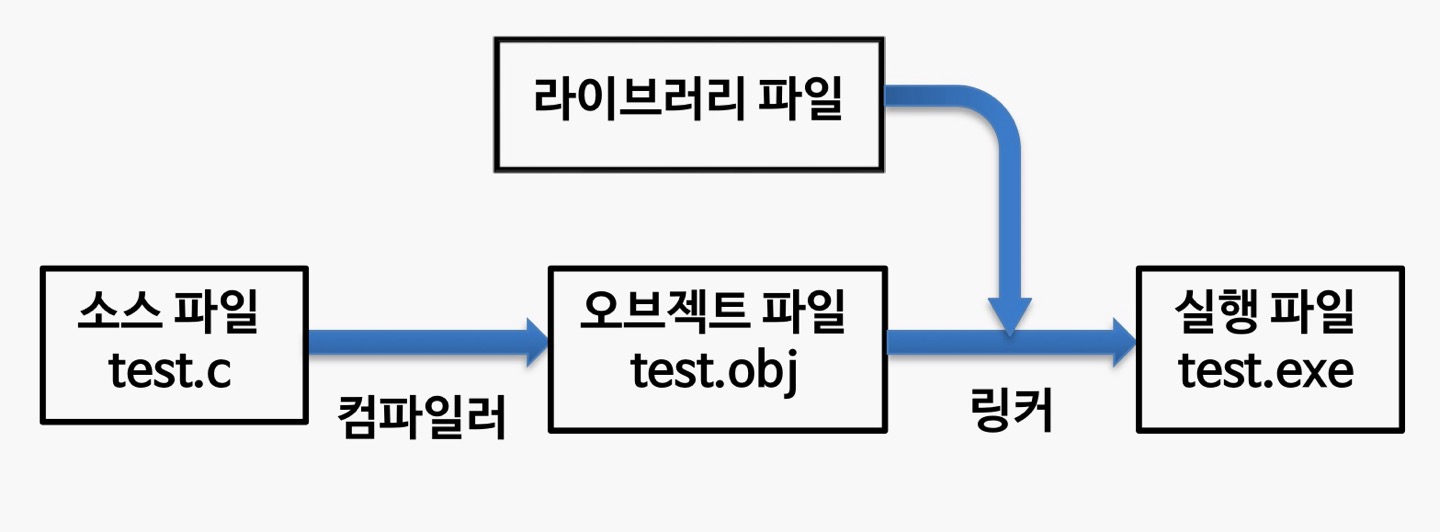 라이브러리 파일
소스 파일
test.c
컴파일러
오브젝트 파일
test.obj
링커
실행 파일
test.exe